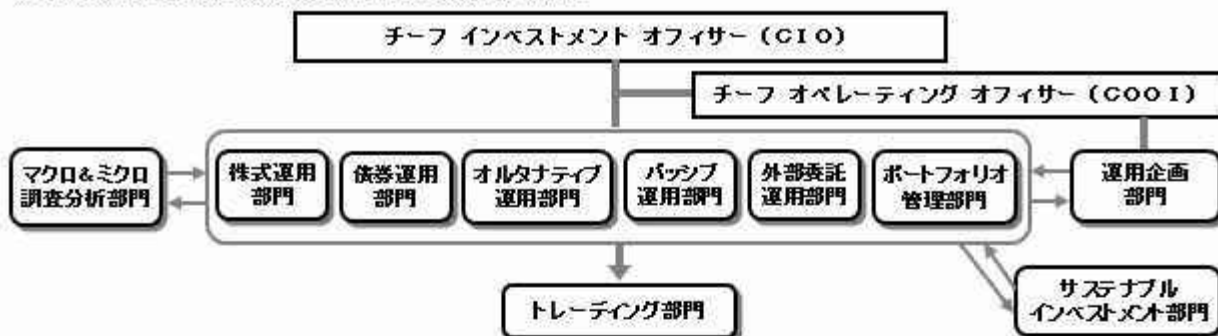 チーフ インベストメント オフィサー（CIO）
チーフ オペレーティング オフィサー（COOI）
マクロ&ミクロ
調査分析部門
株式運用
部門
債券運用
部門
オルタナティブ
運用部門
パッシブ
運用部門
外部委託
運用部門
ポートフォリオ
管理部門
運用企画
部門
トレーディング部門
サステナブル
インベストメント部門